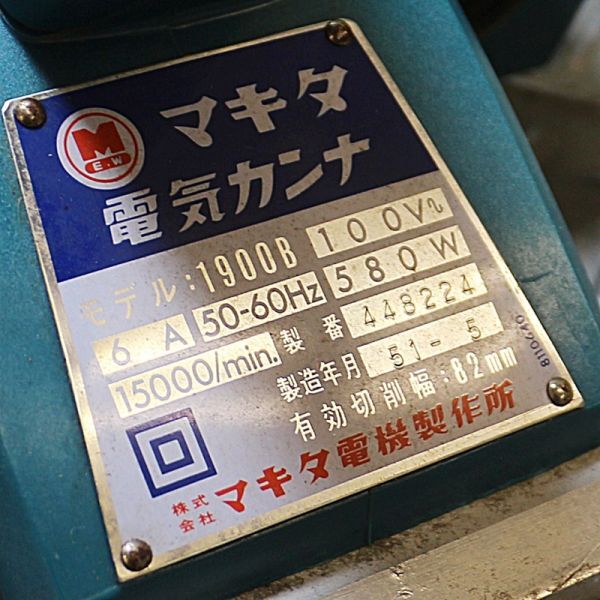 M
E.W
マキタ
電気カンナ
モデル:1900B 100V~
6 A 50-60Hz 580W
15000/min. 製番 448224
製造年月 51-5
有効切削幅:82mm
株式会社 マキタ電機製作所
8110440